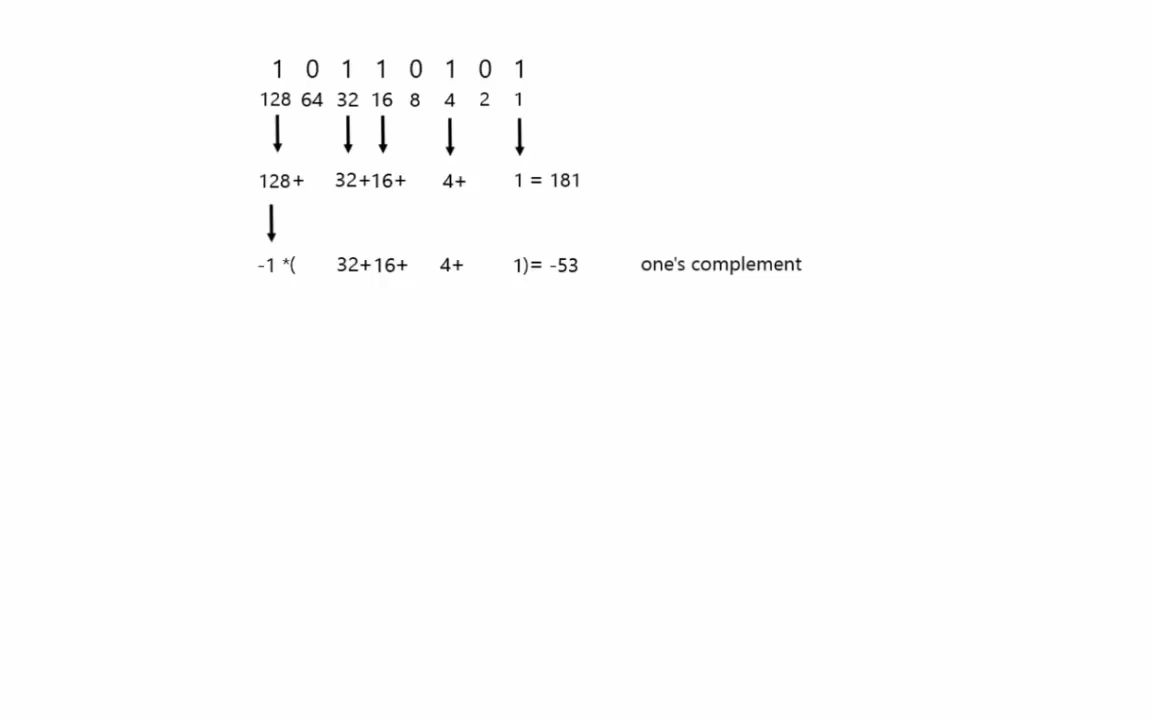 1 0 1 1 0 1 0 1
128 64 32 16 8 4 2 1
128+ 32+16+ 4+ 1 = 181
-1 *( 32+16+ 4+ 1)= -53 one's complement